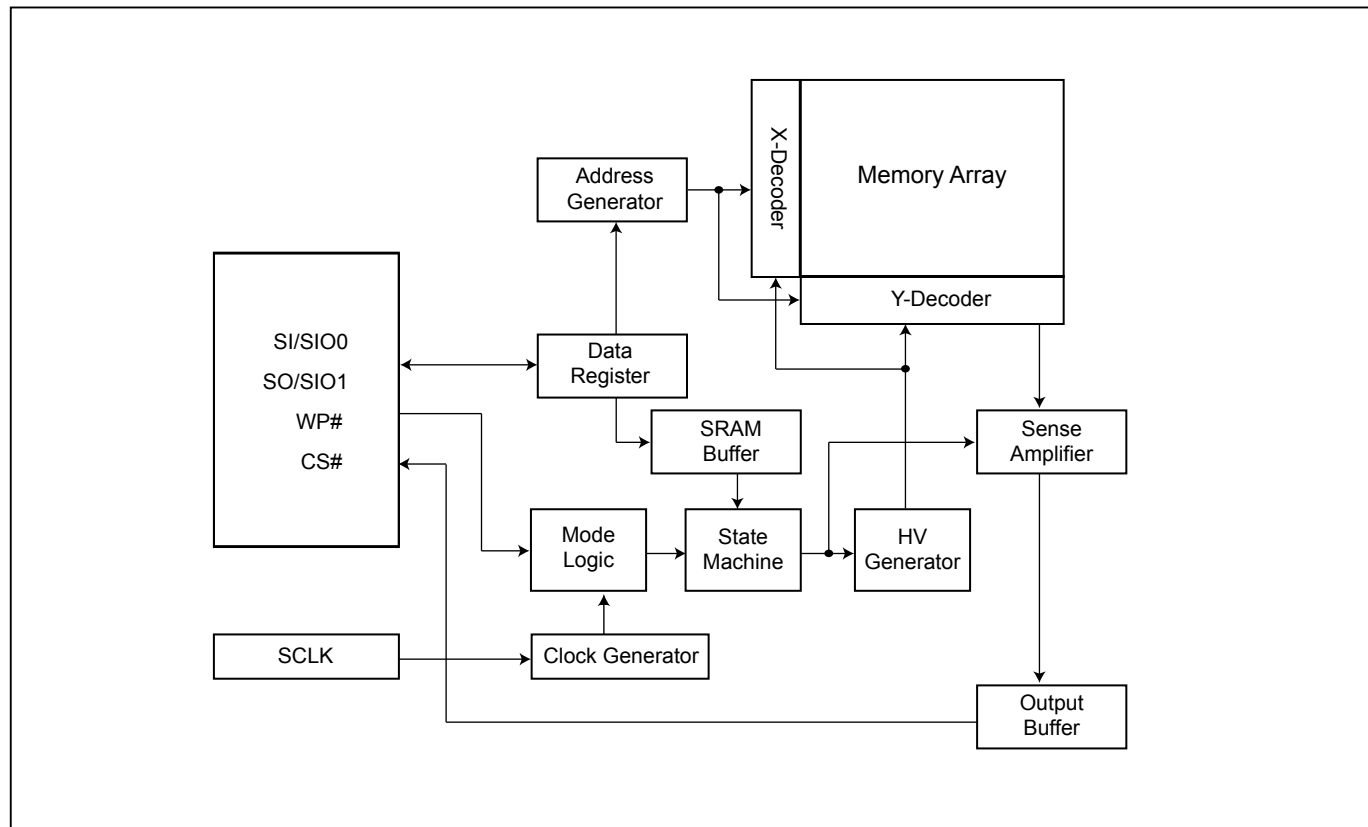 X-Decoder
Memory Array
Address
Generator
Y-Decoder
SI/SIO0
SO/SIO1
WP#
CS#
Data
Register
SRAM
Buffer
Sense
Amplifier
Mode
Logic
State
Machine
HV
Generator
SCLK
Clock Generator
Output
Buffer